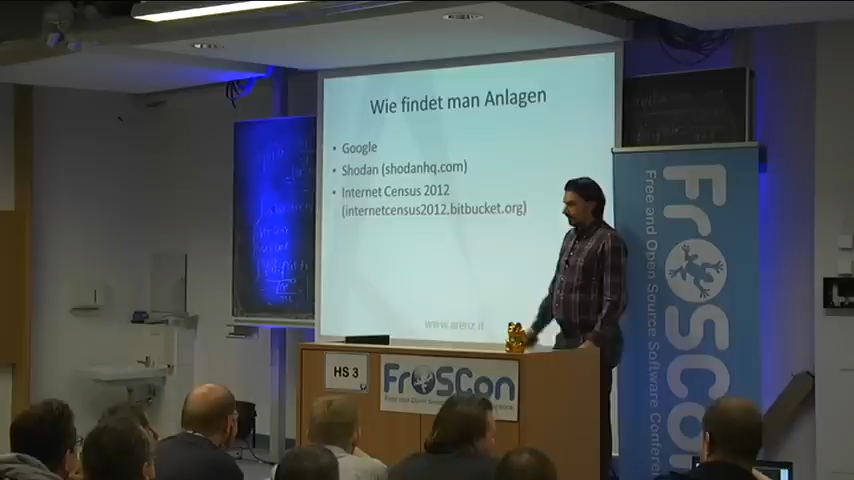 Wie findet man Anlagen
• Google
• Shodan (shodanhq.com)
• Internet Census 2012
(internetcensus2012.bitbucket.org)
www.arenz.it
HS 3
FrOSCon
Free and Open Source Software Conference
FrOSCon
Free and Open Source Software Conferenc